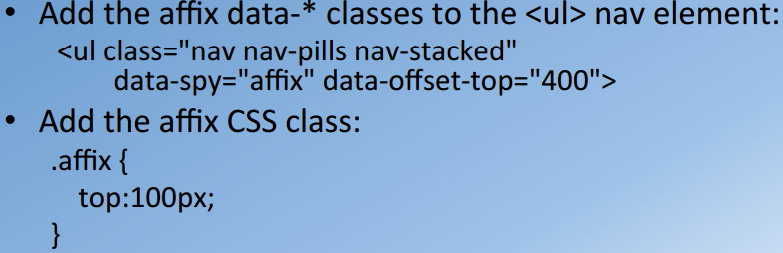 • Add the affix data-* classes to the <ul> nav element:
<ul class="nav nav-pills nav-stacked"
data-spy="affix" data-offset-top="400">
• Add the affix CSS class:
.affix {
top:100px;
}